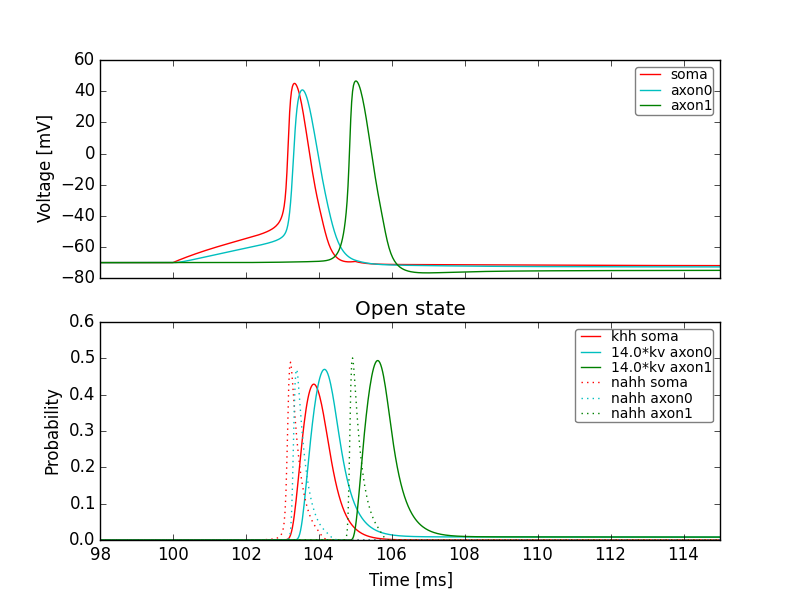 60
40
20
0
−20
−40
−60
−80
Voltage [mV]
soma
axon0
axon1
Open state
0.6
0.5
0.4
0.3
0.2
0.1
0.0
Probability
khh soma
14.0*kv axon0
14.0*kv axon1
nahh soma
nahh axon0
nahh axon1
98 100 102 104 106 108 110 112 114
Time [ms]